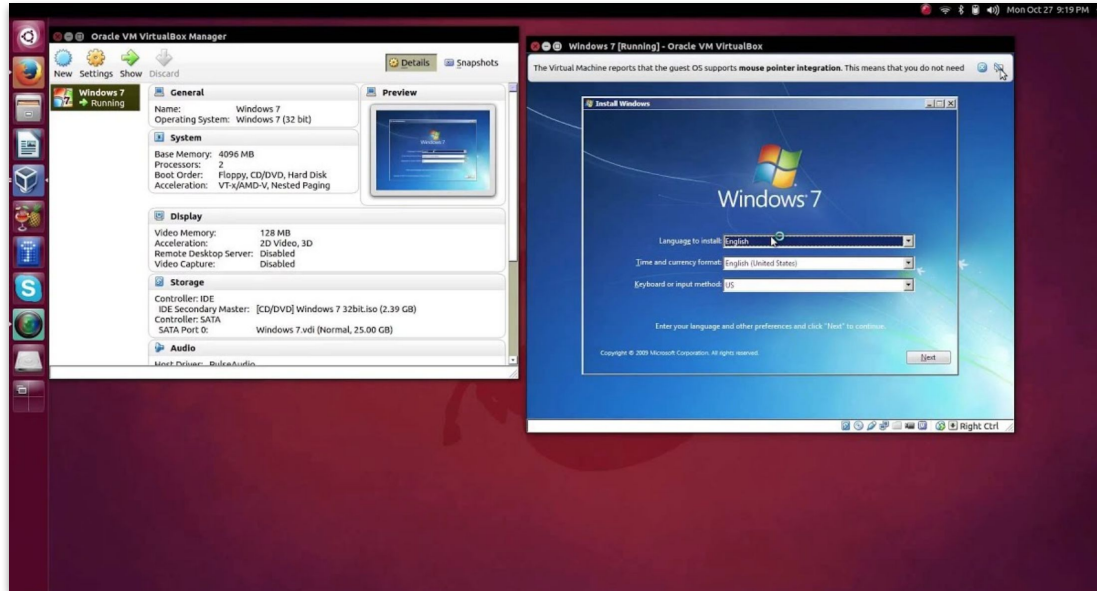 Mon Oct 27 9:19 PM
Oracle VM VirtualBox Manager
New Settings Show Discard
Details Snapshots
Windows 7
Running
General
Name: Windows 7
Operating System: Windows 7 (32 bit)
System
Base Memory: 4096 MB
Processors: 2
Boot Order: Floppy, CD/DVD, Hard Disk
Acceleration: VT-x/AMD-V, Nested Paging
Display
Video Memory: 128 MB
Acceleration: 2D Video, 3D
Remote Desktop Server: Disabled
Video Capture: Disabled
Storage
Controller: IDE
IDE Secondary Master: [CD/DVD] Windows 7 32bit.iso (2.39 GB)
Controller: SATA
SATA Port 0: Windows 7.vdi (Normal, 25.00 GB)
Audio
Host Driver: PulseAudio
Preview
Windows 7 [Running] - Oracle VM VirtualBox
The Virtual Machine reports that the guest OS supports mouse pointer integration. This means that you do not need
Install Windows
Windows 7
Language to install: English
Time and currency format: English (United States)
Keyboard or input method: US
Enter your language and other preferences and click "Next" to continue.
Copyright © 2009 Microsoft Corporation. All rights reserved.
Next
Right Ctrl